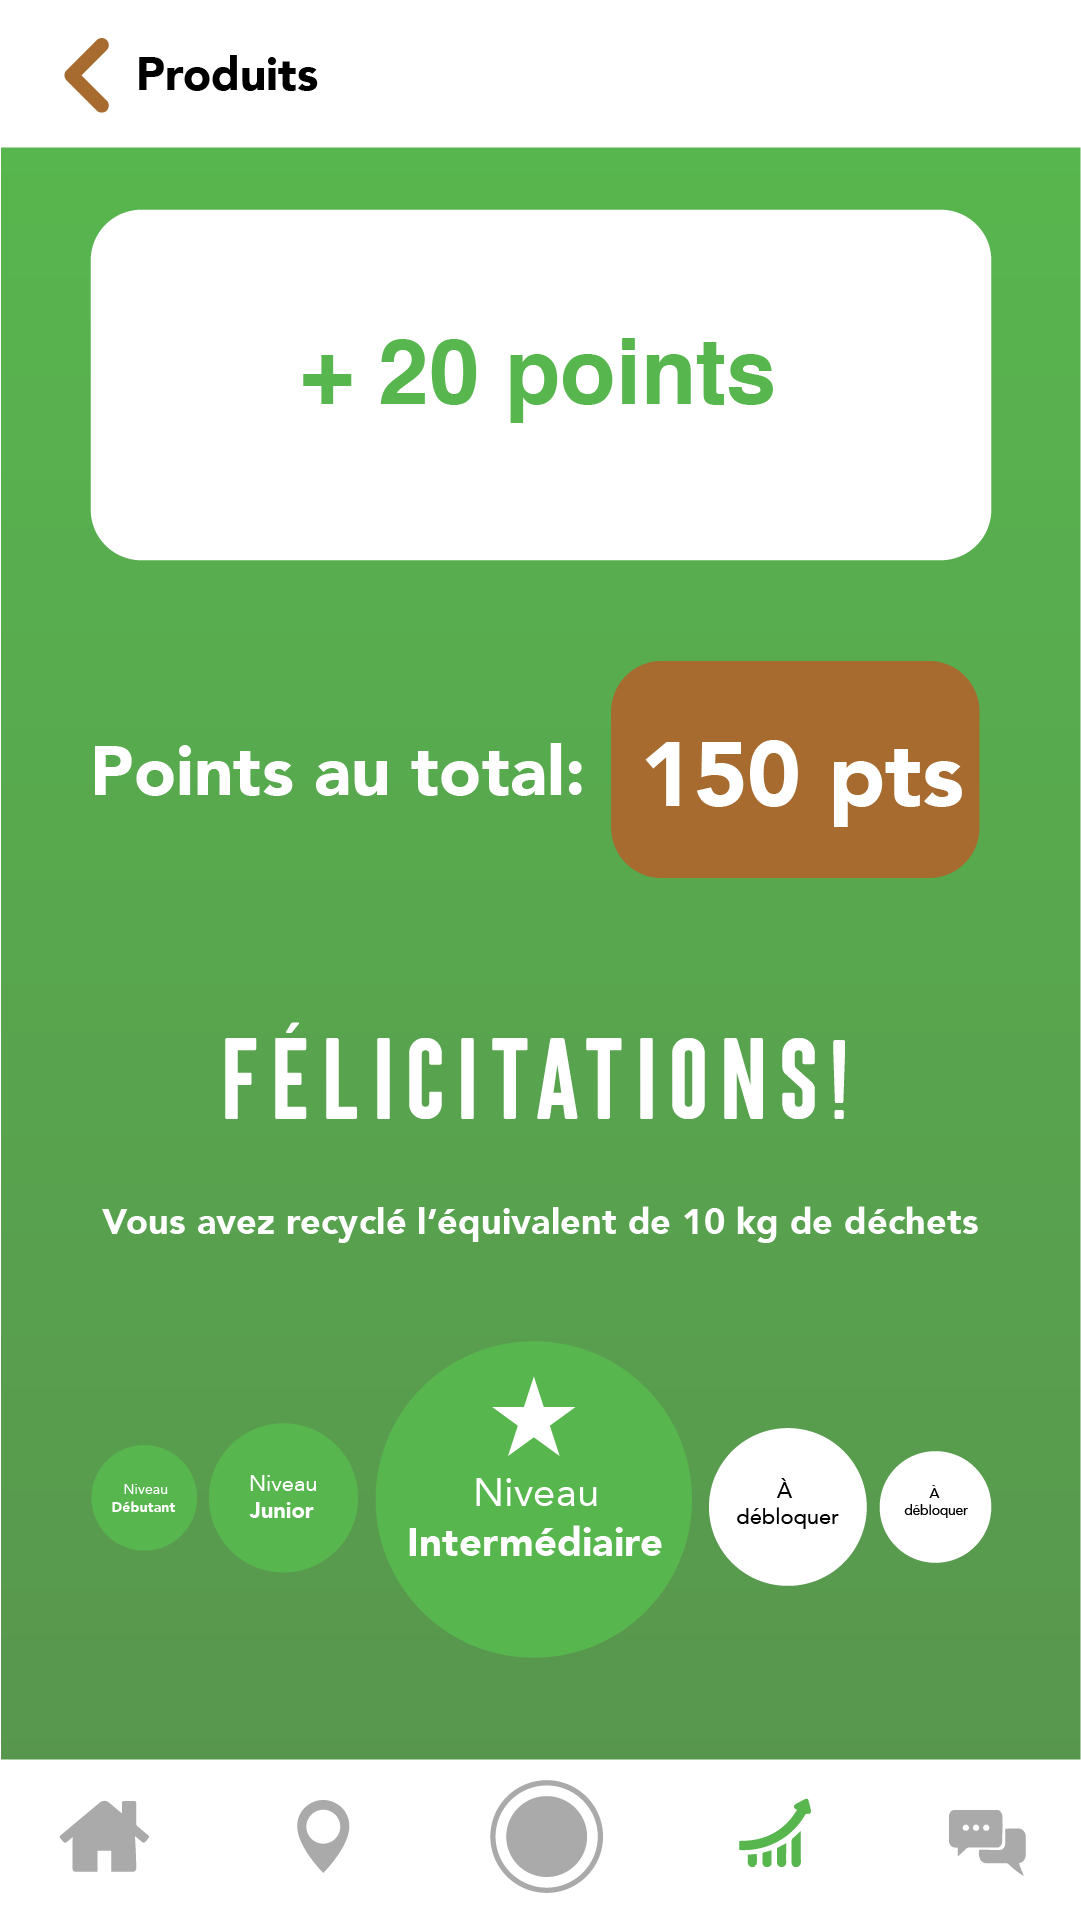 Produits
+ 20 points
Points au total:
150 pts
FÉLICITATIONS!
Vous avez recyclé l’équivalent de 10 kg de déchets
Niveau
Débutant
Niveau
Junior
Niveau
Intermédiaire
À
débloquer
À
débloquer